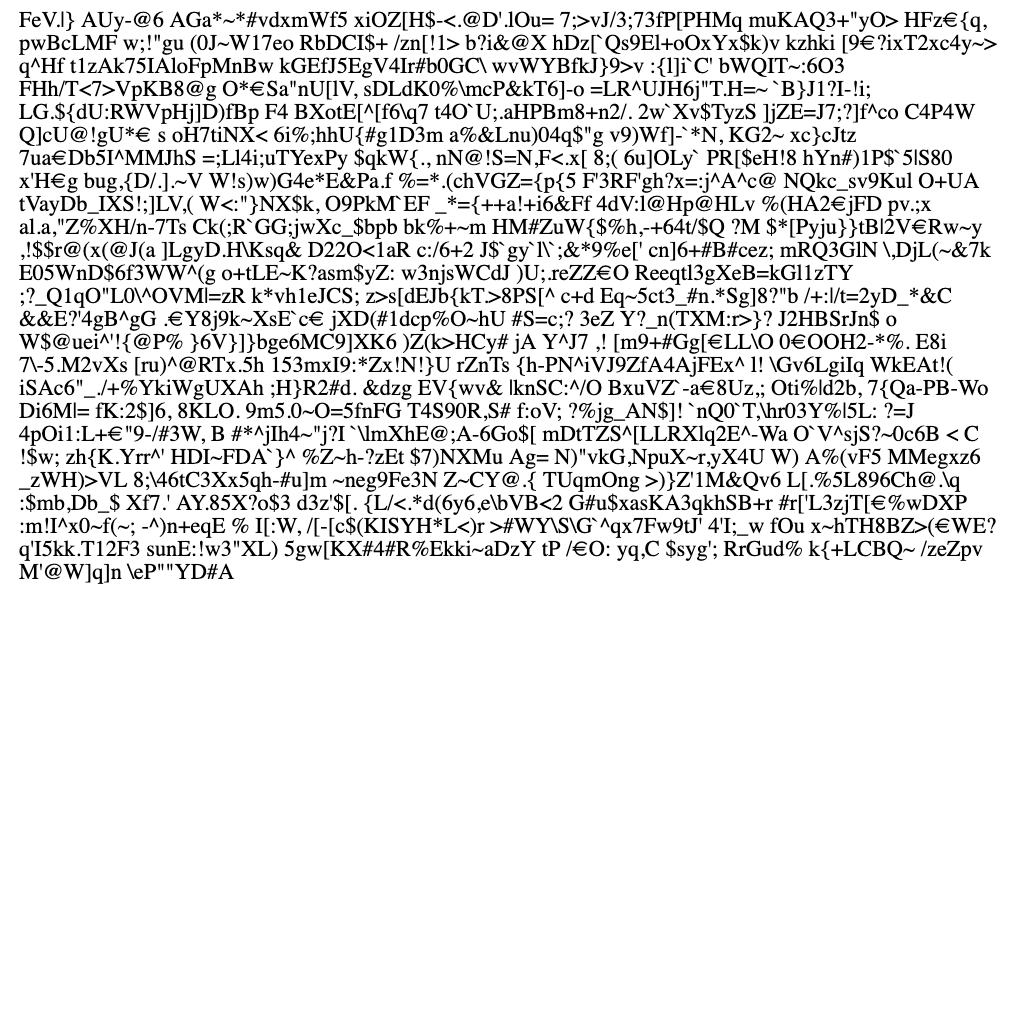 FeV.|} AUy-@6 AGa*~*#vdxmWf5 xiOZ[H$-<.@D'.lOu= 7;>vJ/3;73fP[PHMq muKAQ3+"yO> HFz€{q,
pwBcLMF w;!"gu (0J~W17eo RbDCI$+ /zn[!1> b?i&@X hDz[`Qs9El+oOxYx$k)v kzhki [9€?ixT2xc4y~>
q^Hf t1zAk75IAloFpMnBw kGEfJ5EgV4Ir#b0GC\ wvWYBfkJ}9>v :{l]i`C' bWQIT~:6O3
FHh/T<7>VpKB8@g O*€Sa"nU[lV, sDLdK0%\mcP&kT6]-o =LR^UJH6j"T.H=~ `B}J1?I-!i;
LG.${dU:RWVpHj]D)fBp F4 BXotE[^[f6\q7 t4O`U;.aHPBm8+n2/. 2w`Xv$TyzS ]jZE=J7;?]f^co C4P4W
Q]cU@!gU*€ s oH7tiNX< 6i%;hhU{#g1D3m a%&Lnu)04q$"g v9)Wf]-`*N, KG2~ xc}cJtz
7ua€Db5I^MMJhS =;Ll4i;uTYexPy $qkW{., nN@!S=N,F<.x[ 8;( 6u]OLy` PR[$eH!8 hYn#)1P$`5|S80
x'H€g bug,{D/.].~V W!s)w)G4e*E&Pa.f %=*.(chVGZ={p{5 F'3RF'gh?x=:j^A^c@ NQkc_sv9Kul O+UA
tVayDb_IXS!;]LV,( W<:"}NX$k, O9PkM`EF _*={++a!+i6&Ff 4dV:l@Hp@HLv %(HA2€jFD pv.;x
al.a,"Z%XH/n-7Ts Ck(;R`GG;jwXc_$bpb bk%+~m HM#ZuW{$%h,-+64t/$Q ?M $*[Pyju}}tB|2V€Rw~y
,!$$r@(x(@J(a ]LgyD.H\Ksq& D22O<1aR c:/6+2 J$`gy`l\`;&*9%e[' cn]6+#B#cez; mRQ3GlN \,DjL(~&7k
E05WnD$6f3WW^(g o+tLE~K?asm$yZ: w3njsWCdJ )U;.reZZ€O Reeqtl3gXeB=kGl1zTY
;?_Q1qO"L0\^OVM|=zR k*vh1eJCS; z>s[dEJb{kT.>8PS[^ c+d Eq~5ct3_#n.*Sg]8?"b /+:|/t=2yD_*&C
&&E?'4gB^gG .€Y8j9k~XsE`c€ jXD(#1dcp%O~hU #S=c;? 3eZ Y?_n(TXM:r>}? J2HBSrJn$ o
W$@uei^'!{@P% }6V}]}bge6MC9]XK6 )Z(k>HCy# jA Y^J7 ,! [m9+#Gg[€LL\O 0€OOH2-*%. E8i
7\-5.M2vXs [ru)^@RTx.5h 153mxI9:*Zx!N!}U rZnTs {h-PN^iVJ9ZfA4AjFEx^ l! \Gv6LgiIq WkEAt!(
iSAc6"_./+%YkiWgUXAh ;H}R2#d. &dzg EV{wv& |knSC:^/O BxuVZ`-a€8Uz,; Oti%|d2b, 7{Qa-PB-Wo
Di6M|= fK:2$]6, 8KLO. 9m5.0~O=5fnFG T4S90R,S# f:oV; ?%jg_AN$]! `nQ0`T,\hr03Y%|5L: ?=J
4pOi1:L+€"9-/#3W, B #*^jIh4~"j?I`\lmXhE@;A-6Go$[ mDtTZS^[LLRXlq2E^-Wa O`V^sjS?~0c6B < C
!$w; zh{K.Yrr^' HDI~FDA`}^ %Z~h-?zEt $7)NXMu Ag= N)"vkG,NpuX~r,yX4U W) A%(vF5 MMegxz6
_zWH)>VL 8;\46tC3Xx5qh-#u]m ~neg9Fe3N Z~CY@.{ TUqmOng >)}Z'1M&Qv6 L[.%5L896Ch@.\q
:$mb,Db_$ Xf7.' AY.85X?o$3 d3z'$[. {L/<.*d(6y6,e\bVB<2 G#u$xasKA3qkhSB+r #r['L3zjT[€%wDXP
:m!I^x0~f(~; -^)n+eqE % I[:W, /[-[c$(KISYH*L<)r >#WY\S\G`^qx7Fw9tJ' 4'I;_w fOu x~hTH8BZ>(€WE?
q'I5kk.T12F3 sunE:!w3"XL) 5gw[KX#4#R%Ekki~aDzY tP /€O: yq,C $syg'; RrGud% k{+LCBQ~ /zeZpv
M'@W]q]n \eP""YD#A